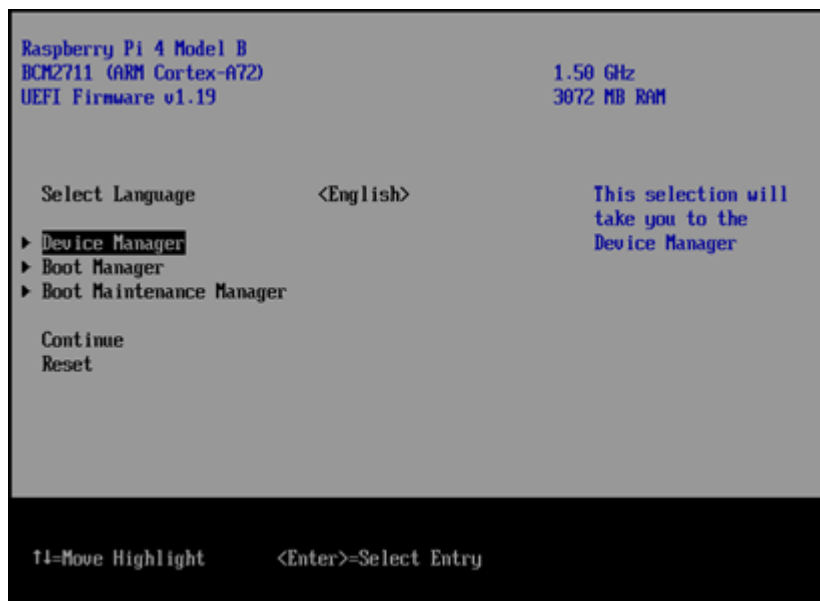 Raspberry Pi 4 Model B
BCM2711 (ARM Cortex-A72) 1.50 GHz
UEFI Firmware v1.19 3072 MB RAM
Select Language <English> This selection will
take you to the
▶ Device Manager Device Manager
▶ Boot Manager
▶ Boot Maintenance Manager
Continue
Reset
↑↓=Move Highlight <Enter>=Select Entry